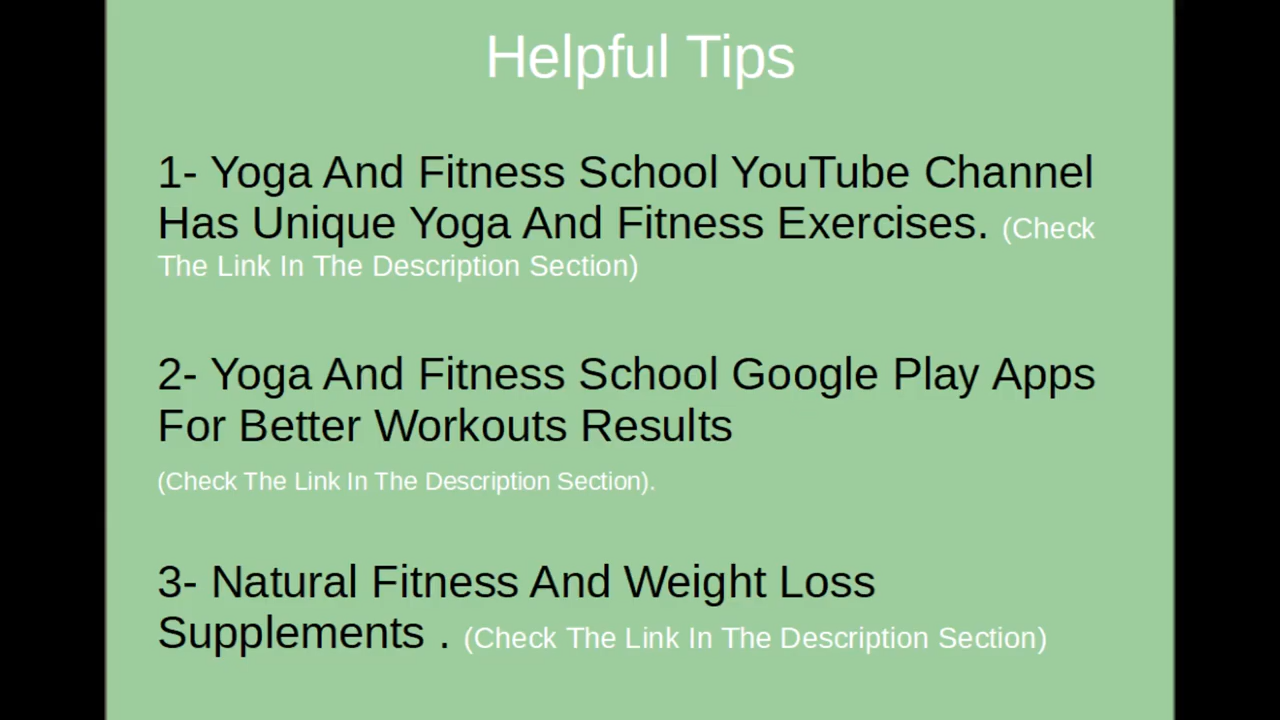 Helpful Tips
1- Yoga And Fitness School YouTube Channel
Has Unique Yoga And Fitness Exercises. (Check
The Link In The Description Section)
2- Yoga And Fitness School Google Play Apps
For Better Workouts Results
(Check The Link In The Description Section).
3- Natural Fitness And Weight Loss
Supplements . (Check The Link In The Description Section)